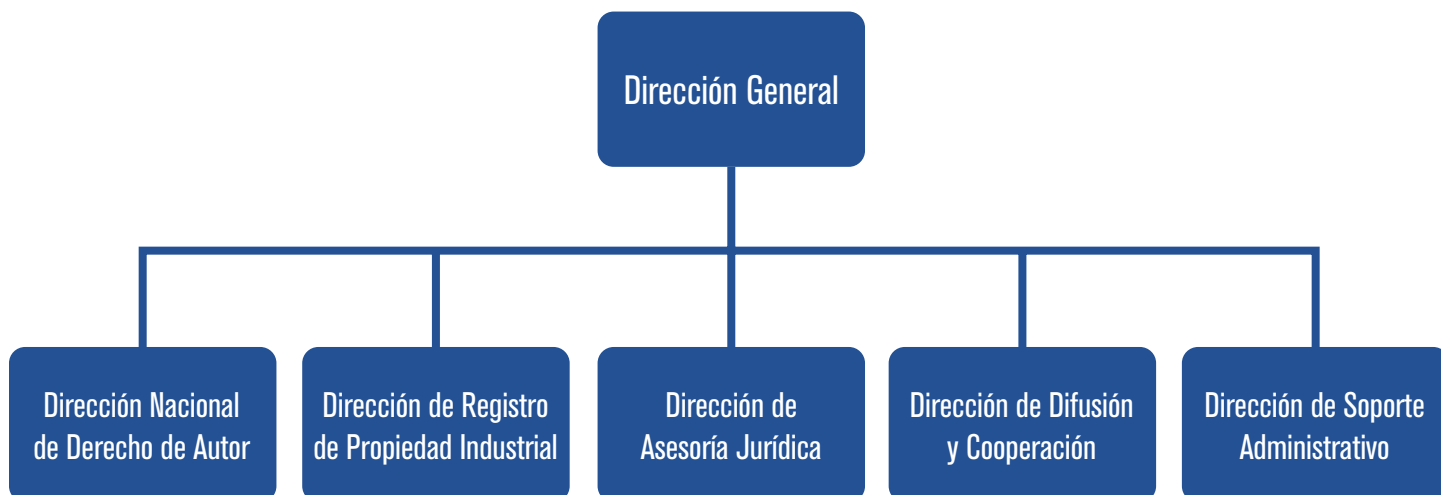 Dirección General
Dirección Nacional
de Derecho de Autor
Dirección de Registro
de Propiedad Industrial
Dirección de
Asesoría Jurídica
Dirección de Difusión
y Cooperación
Dirección de Soporte
Administrativo